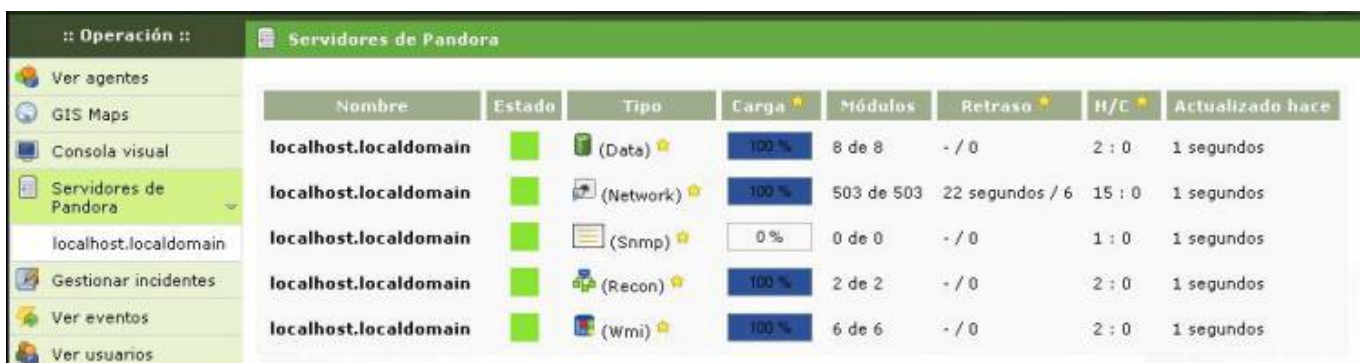 :: Operación ::
Servidores de Pandora
Ver agentes
GIS Maps
Consola visual
Servidores de
Pandora
localhost.localdomain
Gestionar incidentes
Ver eventos
Ver usuarios
Nombre Estado Tipo Carga Módulos Retraso H/C Actualizado hace
localhost.localdomain (Data) 100 % 8 de 8 - / 0 2 : 0 1 segundos
localhost.localdomain (Network) 100 % 503 de 503 22 segundos / 6 15 : 0 1 segundos
localhost.localdomain (Snmp) 0 % 0 de 0 - / 0 1 : 0 1 segundos
localhost.localdomain (Recon) 100 % 2 de 2 - / 0 2 : 0 1 segundos
localhost.localdomain (Wmi) 100 % 6 de 6 - / 0 2 : 0 1 segundos